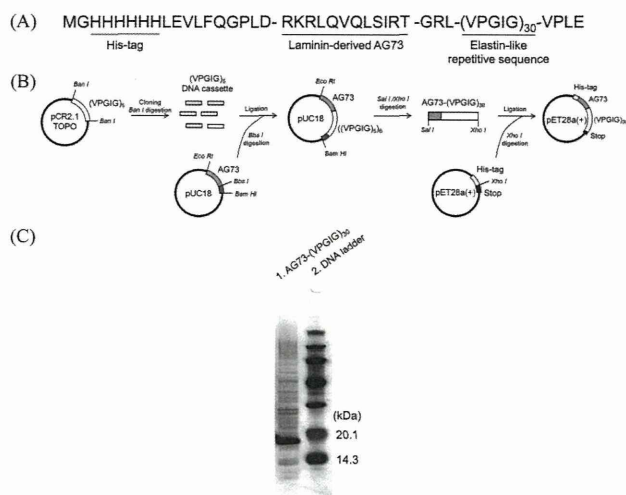 (A) MGHHHHHHLEVLFQGPLD- RKRLQVQLSIRT -GRL-(VPGIG)30-VPLE
His-tag Laminin-derived AG73 Elastin-like
repetitive sequence
(B)
Ban I
(VPGIG)5
pCR2.1
TOPO
Ban I
Cloning
Ban I digestion
(VPGIG)5
DNA cassette
Ligation
Bbs I
digestion
Eco RI
AG73
Bbs I
Bam HI
pUC18
Eco RI
AG73
pUC18
((VPGIG)5)6
Bam HI
Sal I /Xho I
digestion
AG73-(VPGIG)30
Sal I
Xho I
Ligation
Xho I
digestion
His-tag
Xho I
pET28a(+)
Stop
His-tag
AG73
pET28a(+)
(VPGIG)30
Stop
(C)
1. AG73-(VPGIG)30
2. DNA ladder
(kDa)
20.1
14.3